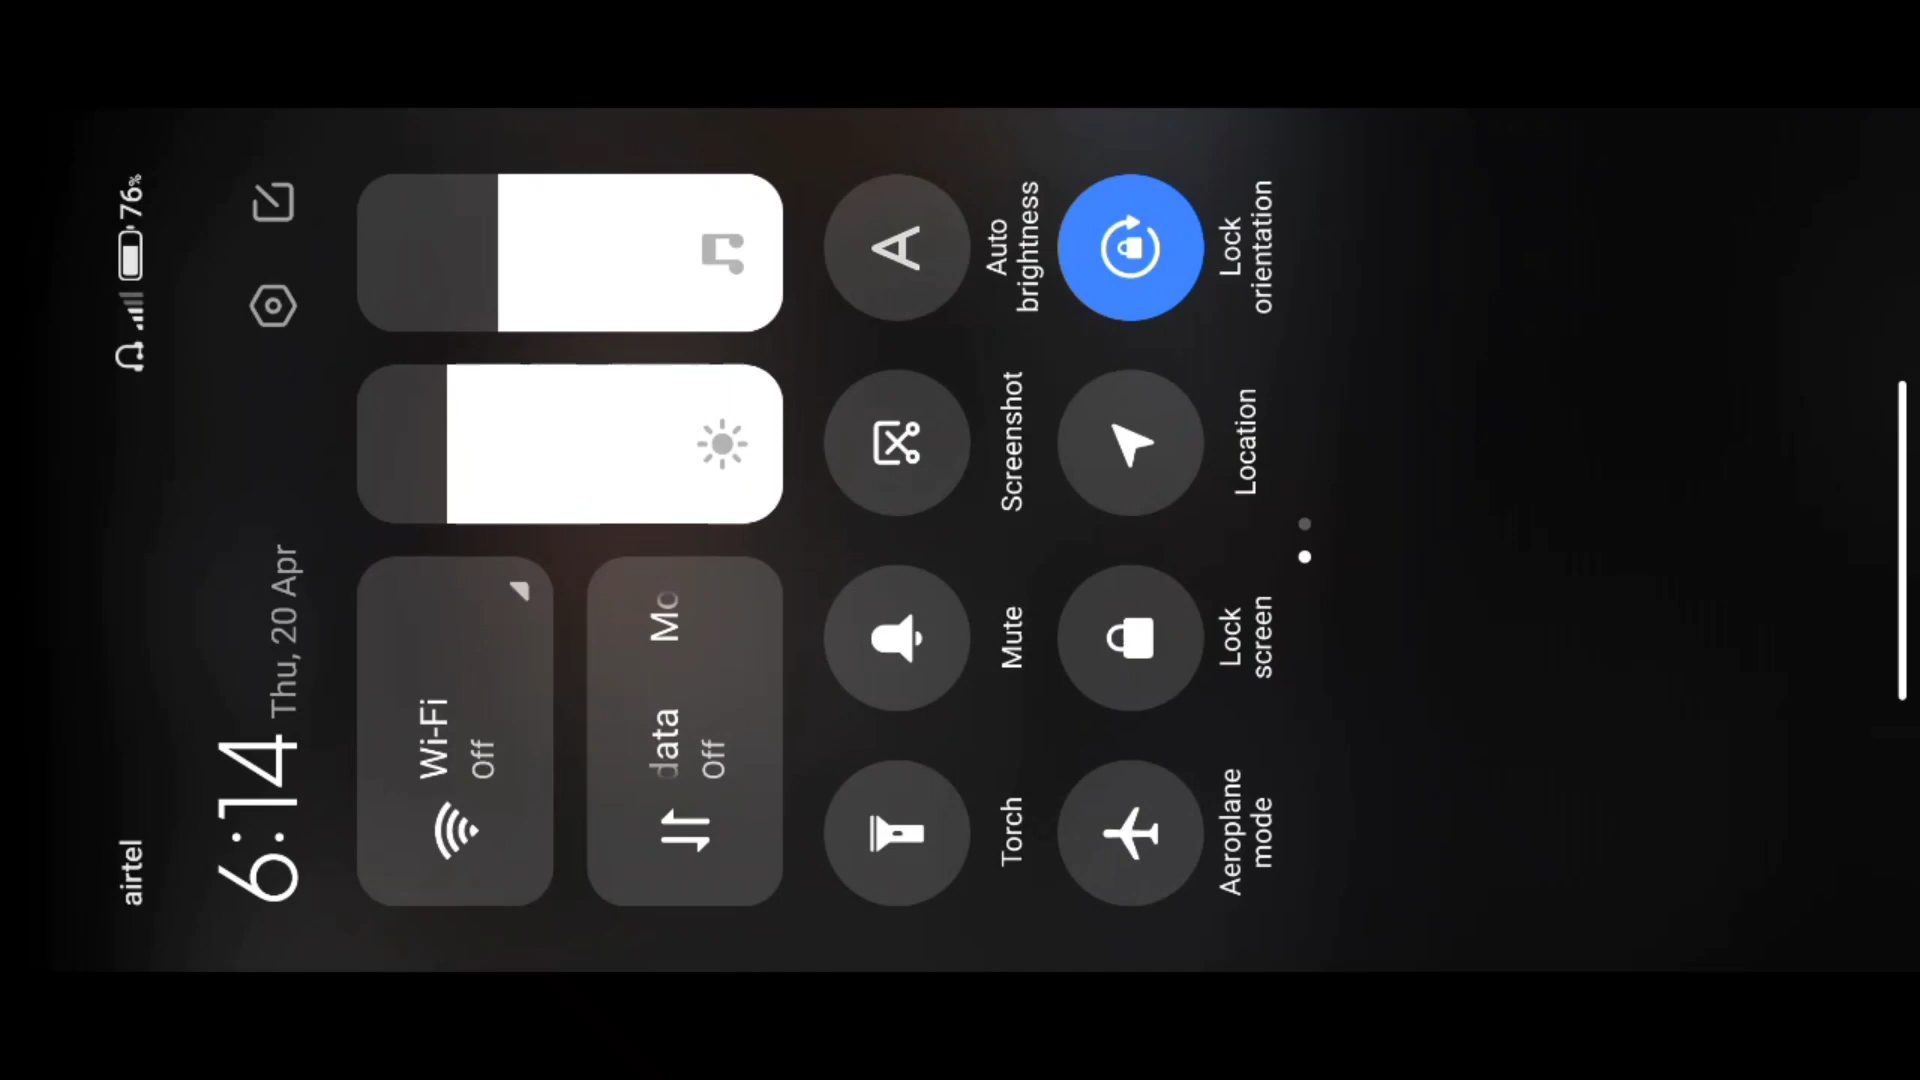 airtel 76%
6:14 Thu, 20 Apr
Wi-Fi
Off
data Mo
Off
A
Torch
Mute
Screenshot
Auto
brightness
Aeroplane
mode
Lock
screen
Location
Lock
orientation